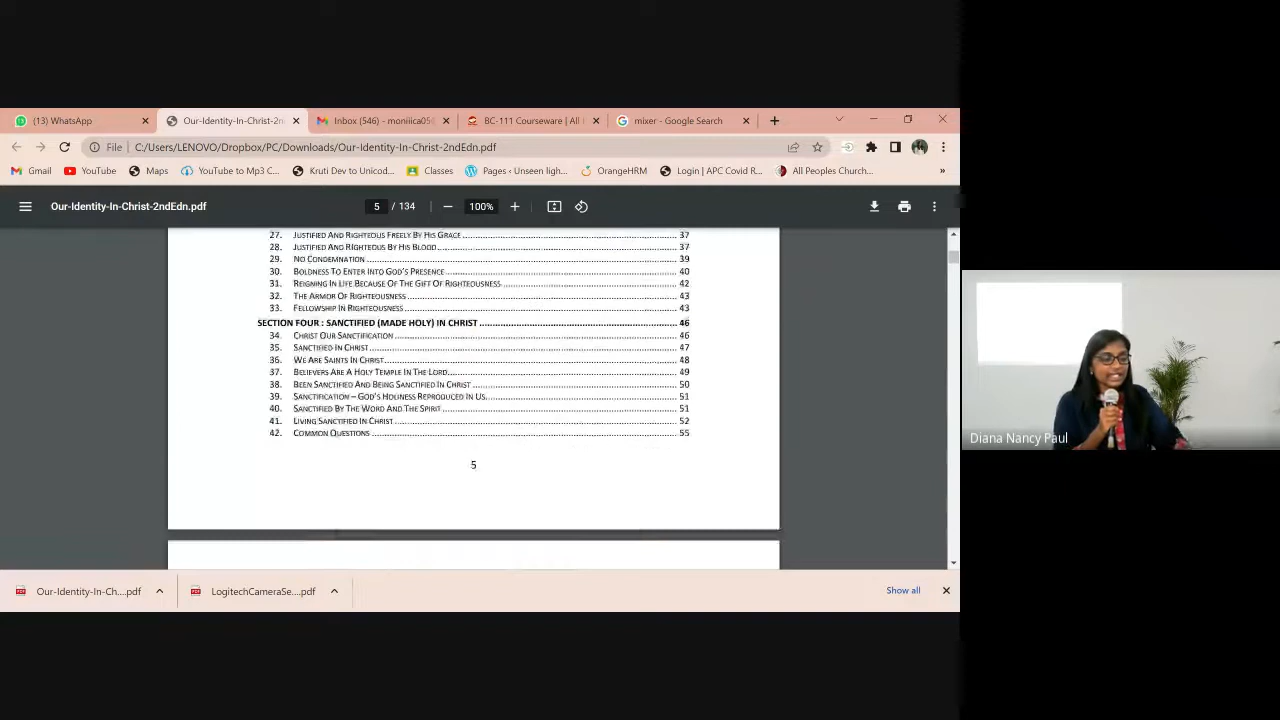 (13) WhatsApp
Our-Identity-In-Christ-2n
Inbox (546) - moniiica05
BC-111 Courseware | All
mixer - Google Search
File
C:/Users/LENOVO/Dropbox/PC/Downloads/Our-Identity-In-Christ-2ndEdn.pdf
Gmail
YouTube
Maps
YouTube to Mp3 C...
Kruti Dev to Unicod...
Classes
Pages ‹ Unseen ligh...
OrangeHRM
Login | APC Covid R...
All Peoples Church...
»
Our-Identity-In-Christ-2ndEdn.pdf
5 / 134
100%
27. JUSTIFIED AND RIGHTEOUS FREELY BY HIS GRACE 37
28. JUSTIFIED AND RIGHTEOUS BY HIS BLOOD 37
29. NO CONDEMNATION 39
30. BOLDNESS TO ENTER INTO GOD'S PRESENCE 40
31. REIGNING IN LIFE BECAUSE OF THE GIFT OF RIGHTEOUSNESS 42
32. THE ARMOR OF RIGHTEOUSNESS 43
33. FELLOWSHIP IN RIGHTEOUSNESS 43
SECTION FOUR : SANCTIFIED (MADE HOLY) IN CHRIST 46
34. CHRIST OUR SANCTIFICATION 46
35. SANCTIFIED IN CHRIST 47
36. WE ARE SAINTS IN CHRIST 48
37. BELIEVERS ARE A HOLY TEMPLE IN THE LORD 49
38. BEEN SANCTIFIED AND BEING SANCTIFIED IN CHRIST 50
39. SANCTIFICATION – GOD'S HOLINESS REPRODUCED IN US 51
40. SANCTIFIED BY THE WORD AND THE SPIRIT 51
41. LIVING SANCTIFIED IN CHRIST 52
42. COMMON QUESTIONS 55
5
Diana Nancy Paul
Our-Identity-In-Ch....pdf
LogitechCameraSe....pdf
Show all